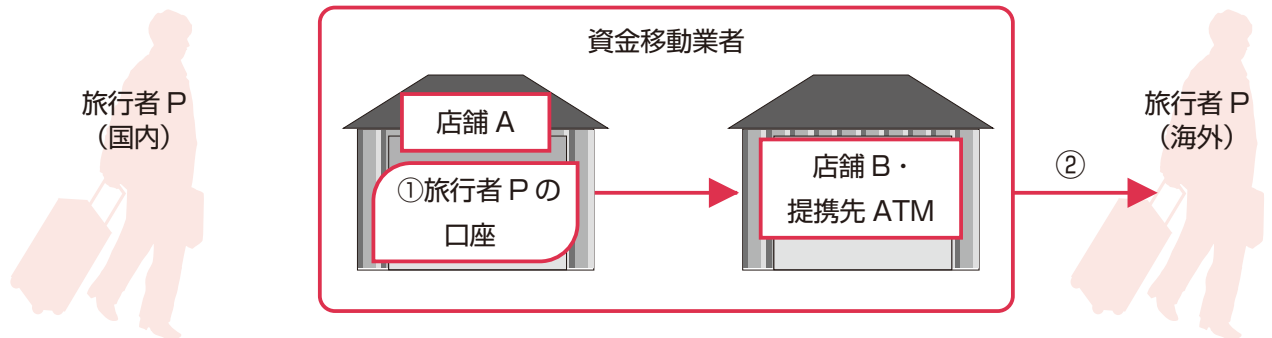 資金移動業者
旅行者 P
（国内）
店舗 A
①旅行者 P の
口座
店舗 B・
提携先 ATM
②
旅行者 P
（海外）